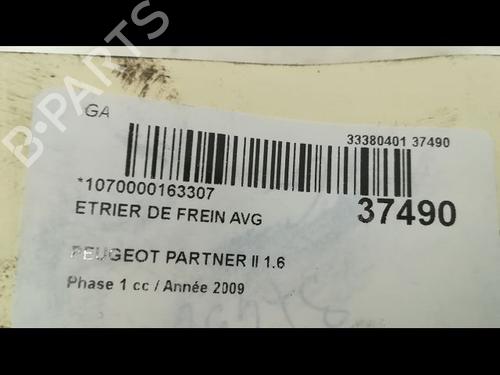 GA
33380401 37490
*1070000163307
ETRIER DE FREIN AVG
37490
PEUGEOT PARTNER II 1.6
Phase 1 cc / Année 2009